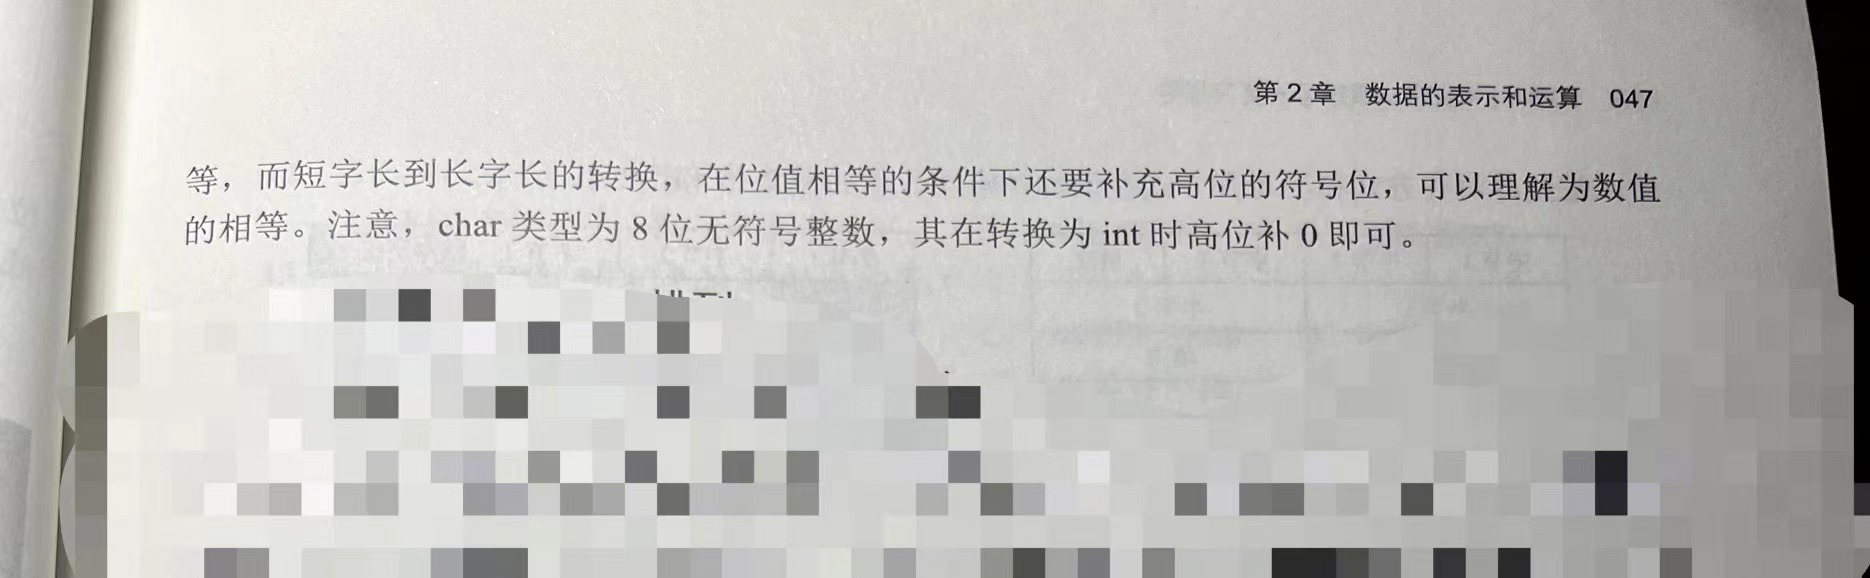 第 2 章 数据的表示和运算 047
等，而短字长到长字长的转换，在位值相等的条件下还要补充高位的符号位，可以理解为数值
的相等。注意，char 类型为 8 位无符号整数，其在转换为 int 时高位补 0 即可。